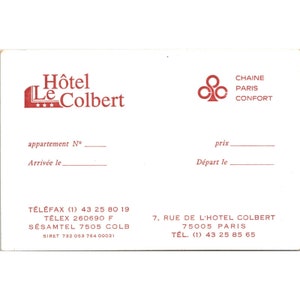 Hôtel
Le
Colbert
CHAINE
PARIS
CONFORT
appartement Nº
prix
Arrivée le
Départ le
TÉLÉFAX (1) 43 25 80 19
TÉLEX 260690 F
SÉSAMTEL 7505 COLB
7, RUE DE L'HOTEL COLBERT
75005 PARIS
TÉL. (1) 43 25 85 65